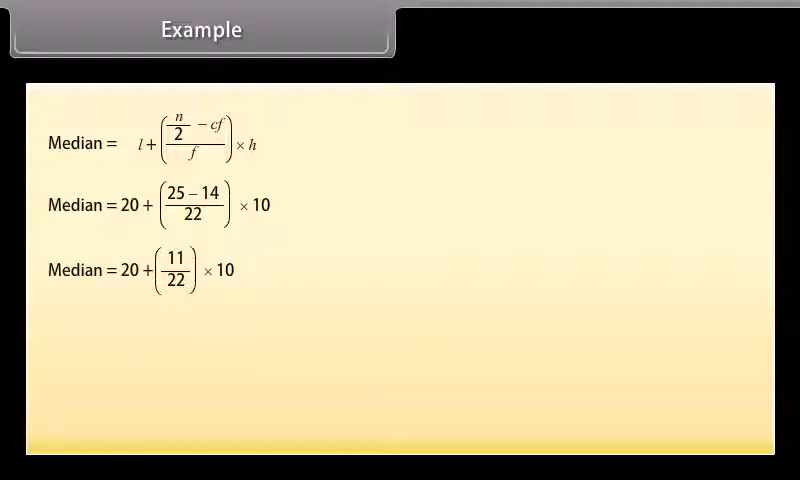 Example
Median = l + ( (n/2 − cf) / f ) × h
Median = 20 + ( (25 − 14) / 22 ) × 10
Median = 20 + ( 11 / 22 ) × 10